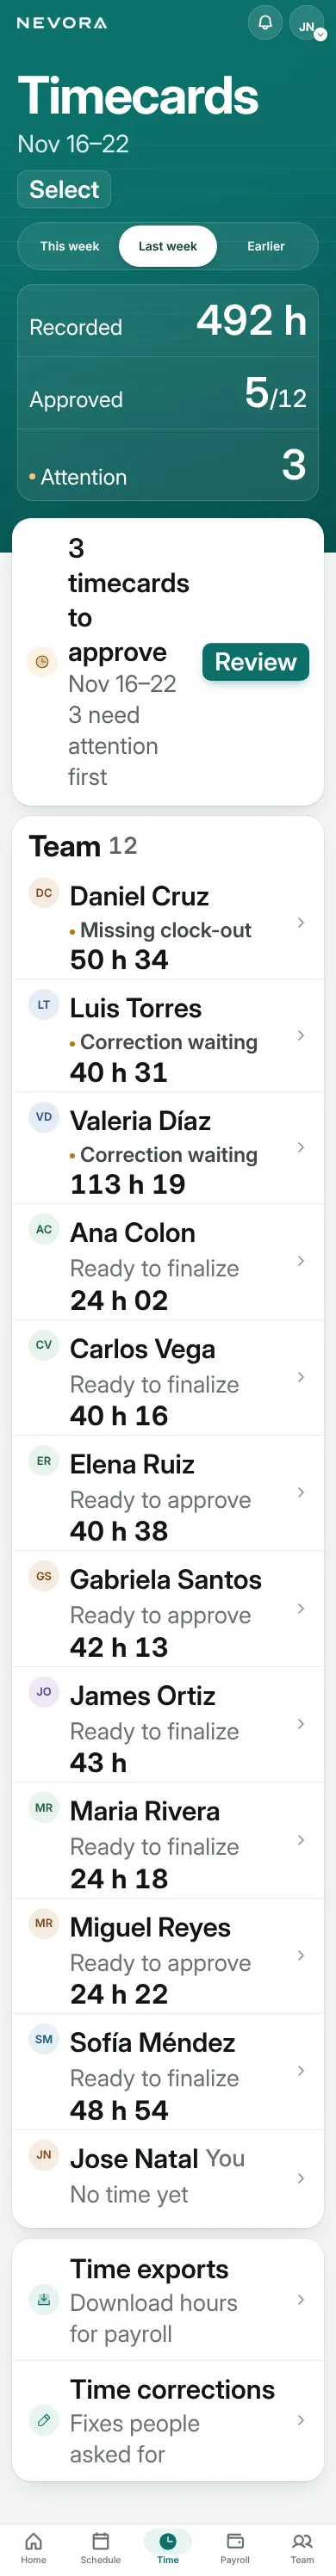 NEVORA
JN
Timecards
Nov 16–22
Select
This week
Last week
Earlier
Recorded
492 h
Approved
5/12
Attention
3
3
timecards
to
approve
Nov 16–22
3 need
attention
first
Review
Team 12
DC
Daniel Cruz
Missing clock-out
50 h 34
LT
Luis Torres
Correction waiting
40 h 31
VD
Valeria Díaz
Correction waiting
113 h 19
AC
Ana Colon
Ready to finalize
24 h 02
CV
Carlos Vega
Ready to finalize
40 h 16
ER
Elena Ruiz
Ready to approve
40 h 38
GS
Gabriela Santos
Ready to approve
42 h 13
JO
James Ortiz
Ready to finalize
43 h
MR
Maria Rivera
Ready to finalize
24 h 18
MR
Miguel Reyes
Ready to approve
24 h 22
SM
Sofía Méndez
Ready to finalize
48 h 54
JN
Jose Natal You
No time yet
Time exports
Download hours
for payroll
Time corrections
Fixes people
asked for
Home
Schedule
Time
Payroll
Team